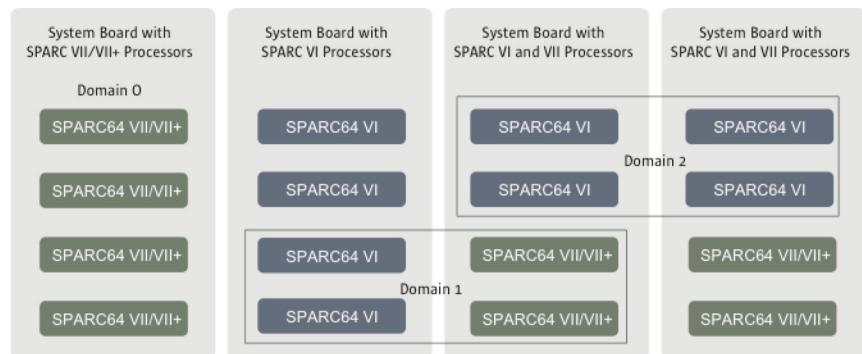 System Board with
SPARC VII/VII+ Processors
System Board with
SPARC VI Processors
System Board with
SPARC VI and VII Processors
System Board with
SPARC VI and VII Processors
Domain 0
SPARC64 VII/VII+
SPARC64 VI
SPARC64 VI
SPARC64 VI
Domain 2
SPARC64 VII/VII+
SPARC64 VI
SPARC64 VI
SPARC64 VI
SPARC64 VII/VII+
SPARC64 VI
SPARC64 VII/VII+
SPARC64 VII/VII+
Domain 1
SPARC64 VII/VII+
SPARC64 VI
SPARC64 VII/VII+
SPARC64 VII/VII+